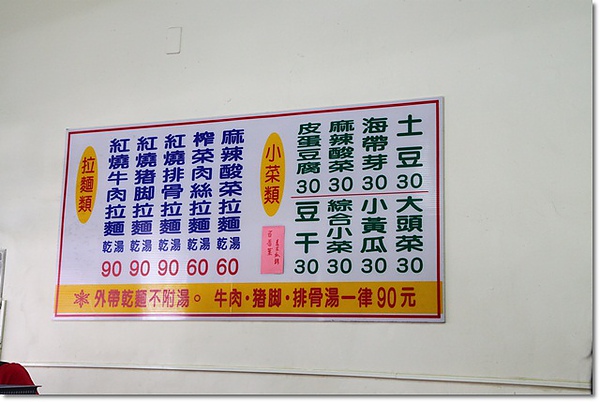 拉麵類
紅燒牛肉拉麵 乾湯 90
紅燒豬脚拉麵 乾湯 90
紅燒排骨拉麵 乾湯 90
榨菜肉絲拉麵 乾湯 60
麻辣酸菜拉麵 乾湯 60
小菜類
皮蛋豆腐 30
麻辣酸菜 30
海帶芽 30
土豆 30
豆干 30
綜合小菜 30
小黃瓜 30
大頭菜 30
外帶乾麵不附湯。 牛肉·豬脚·排骨湯一律90元